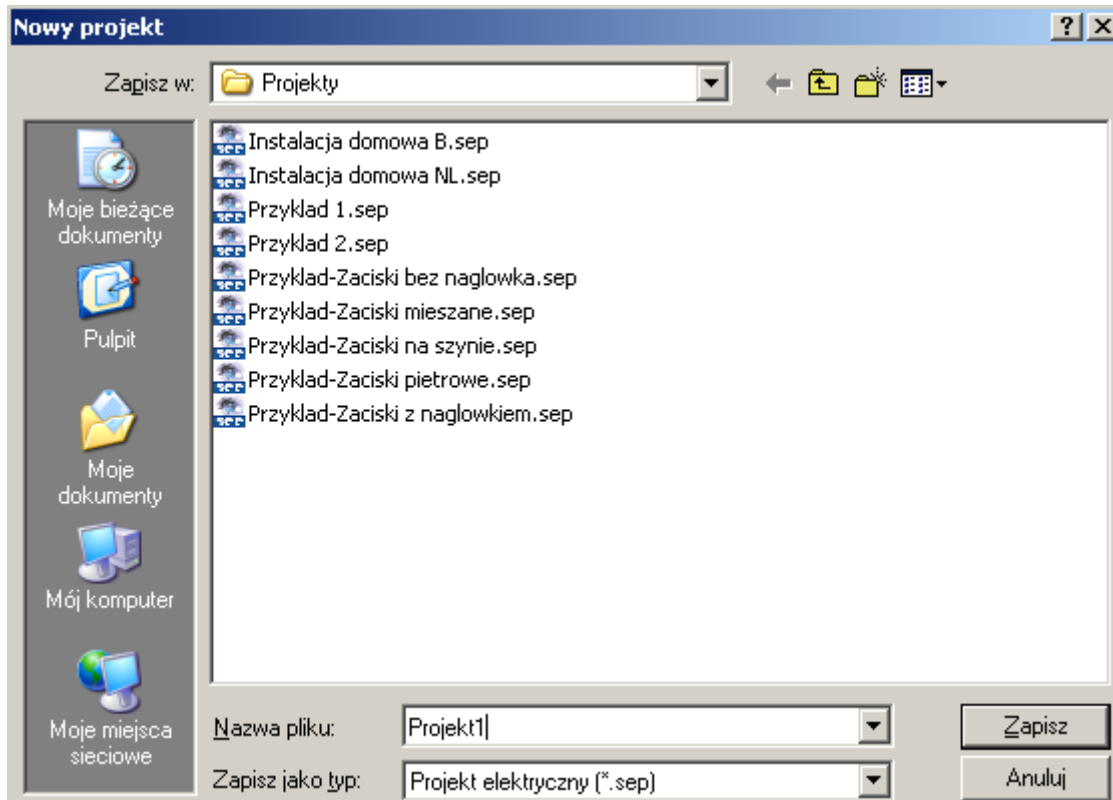 Nowy projekt
Zapisz w:
Projekty
Moje bieżące
dokumenty
Pulpit
Moje
dokumenty
Mój komputer
Moje miejsca
sieciowe
Instalacja domowa B.sep
Instalacja domowa NL.sep
Przyklad 1.sep
Przyklad 2.sep
Przyklad-Zaciski bez naglowka.sep
Przyklad-Zaciski mieszane.sep
Przyklad-Zaciski na szynie.sep
Przyklad-Zaciski pietrowe.sep
Przyklad-Zaciski z naglowkiem.sep
Nazwa pliku:
Projekt1
Zapisz
Zapisz jako typ:
Projekt elektryczny (*.sep)
Anuluj